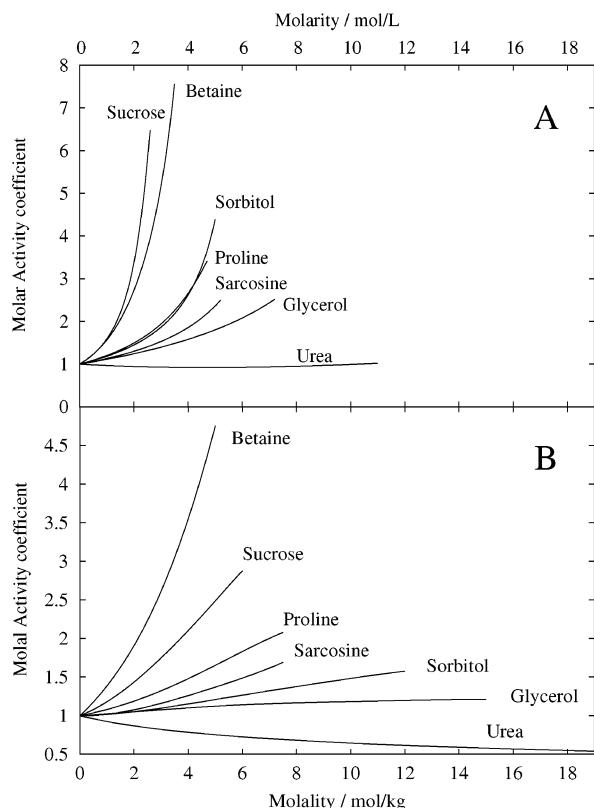 Molarity / mol/L
0 2 4 6 8 10 12 14 16 18
8
7
6
5
4
3
2
1
0
Molar Activity coefficient
Sucrose
Betaine
A
Sorbitol
Proline
Sarcosine
Glycerol
Urea
4.5
4
3.5
3
2.5
2
1.5
1
0.5
Molal Activity coefficient
Betaine
B
Sucrose
Proline
Sarcosine
Sorbitol
Glycerol
Urea
0 2 4 6 8 10 12 14 16 18
Molality / mol/kg